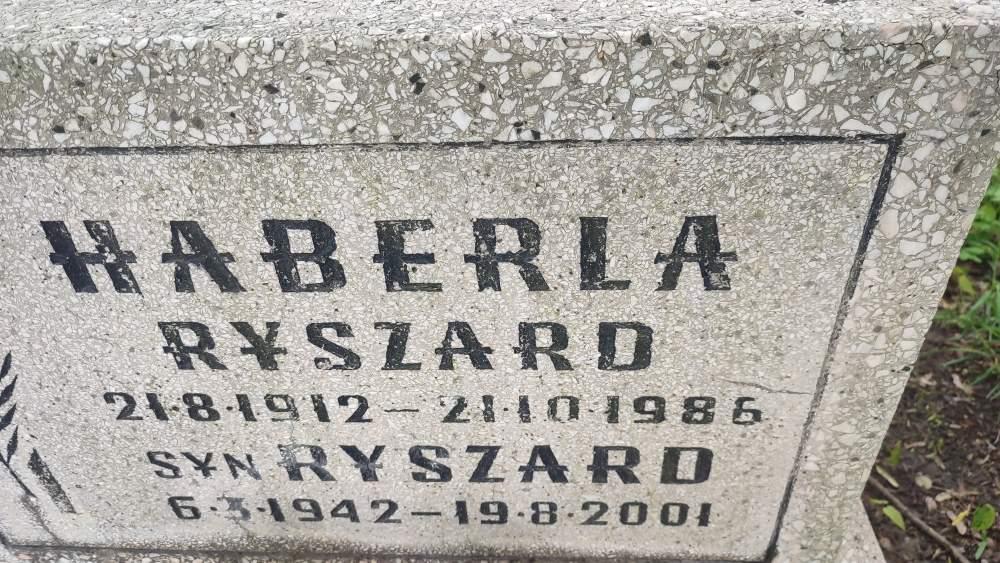 HABERLA
RYSZARD
21·8·1912 – 21·10·1986
SYN RYSZARD
6·3·1942 – 19·8·2001